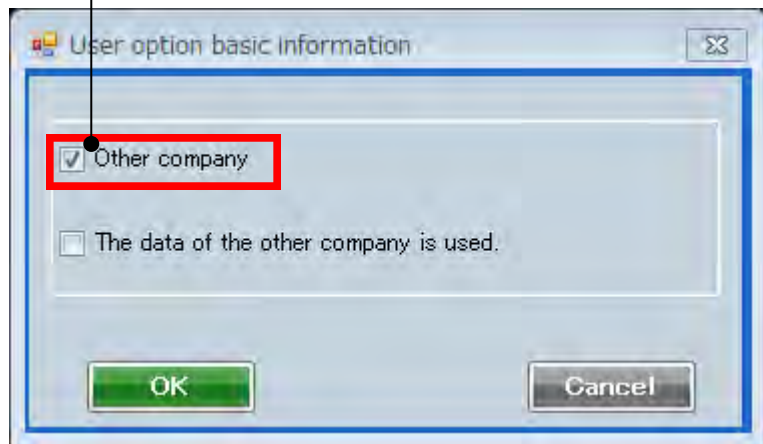 User option basic information
Other company
The data of the other company is used.
OK
Cancel